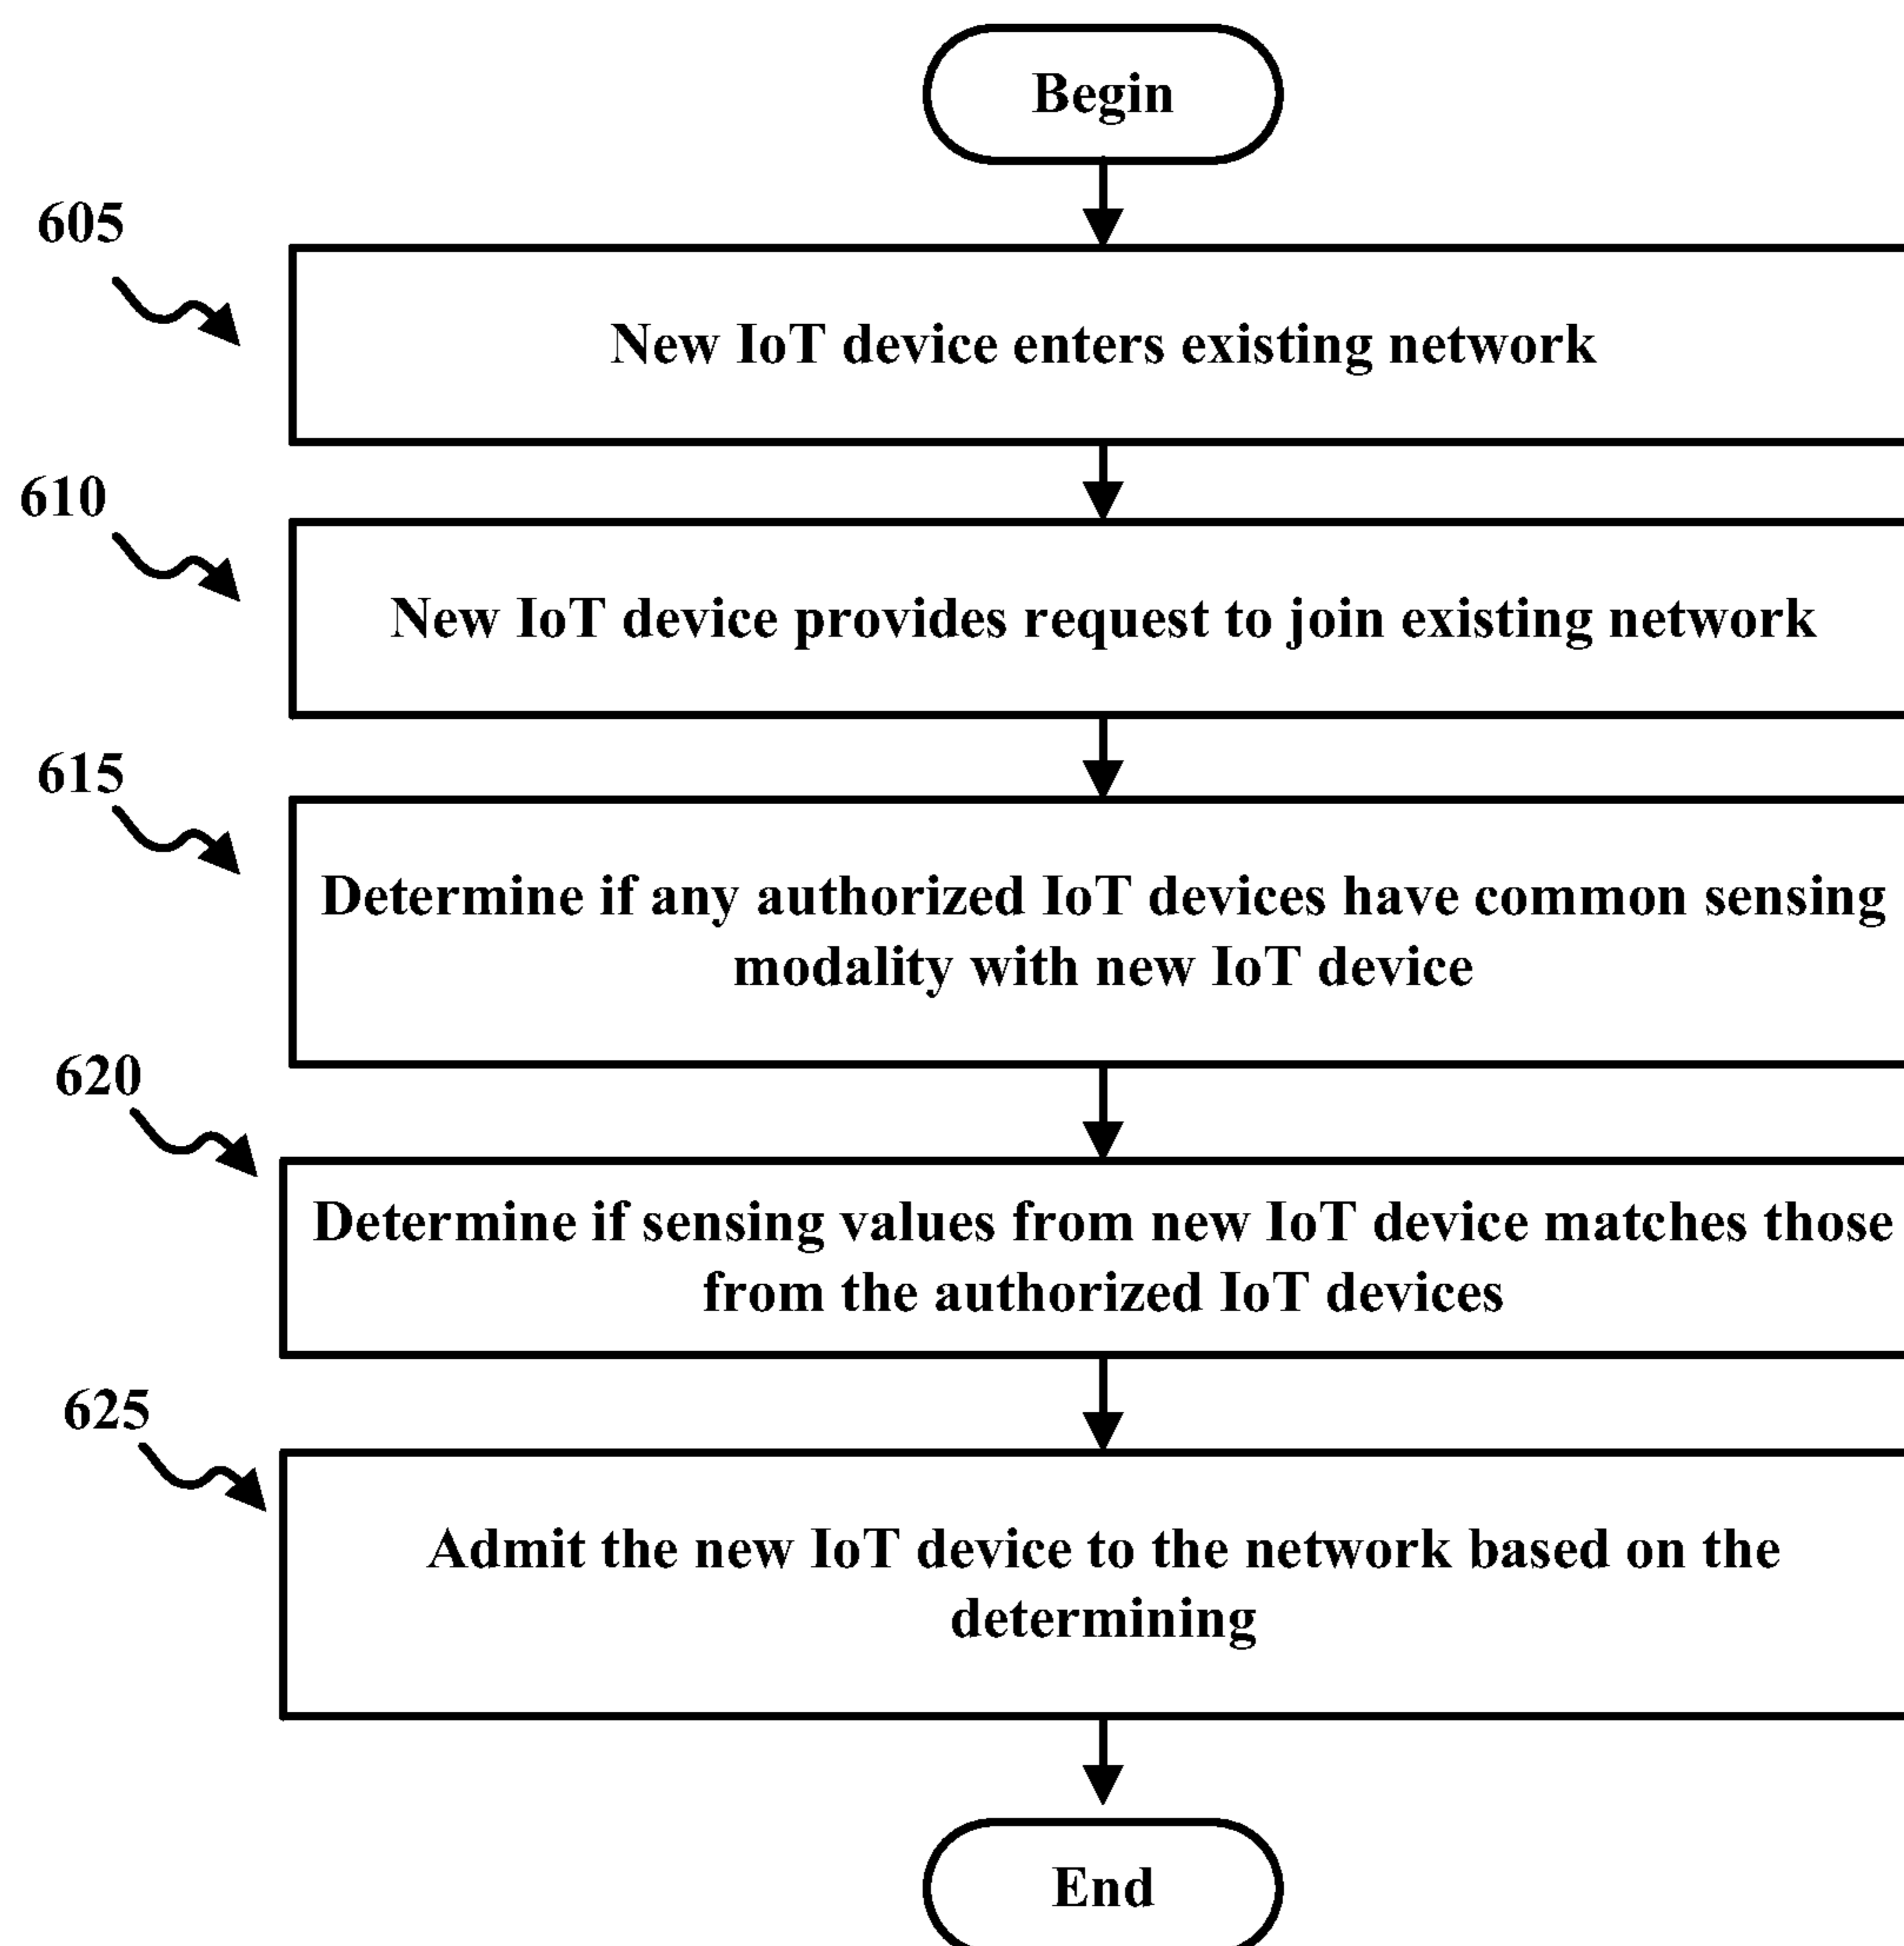 Begin
605
New IoT device enters existing network
610
New IoT device provides request to join existing network
615
Determine if any authorized IoT devices have common sensing
modality with new IoT device
620
Determine if sensing values from new IoT device matches those
from the authorized IoT devices
625
Admit the new IoT device to the network based on the
determining
End